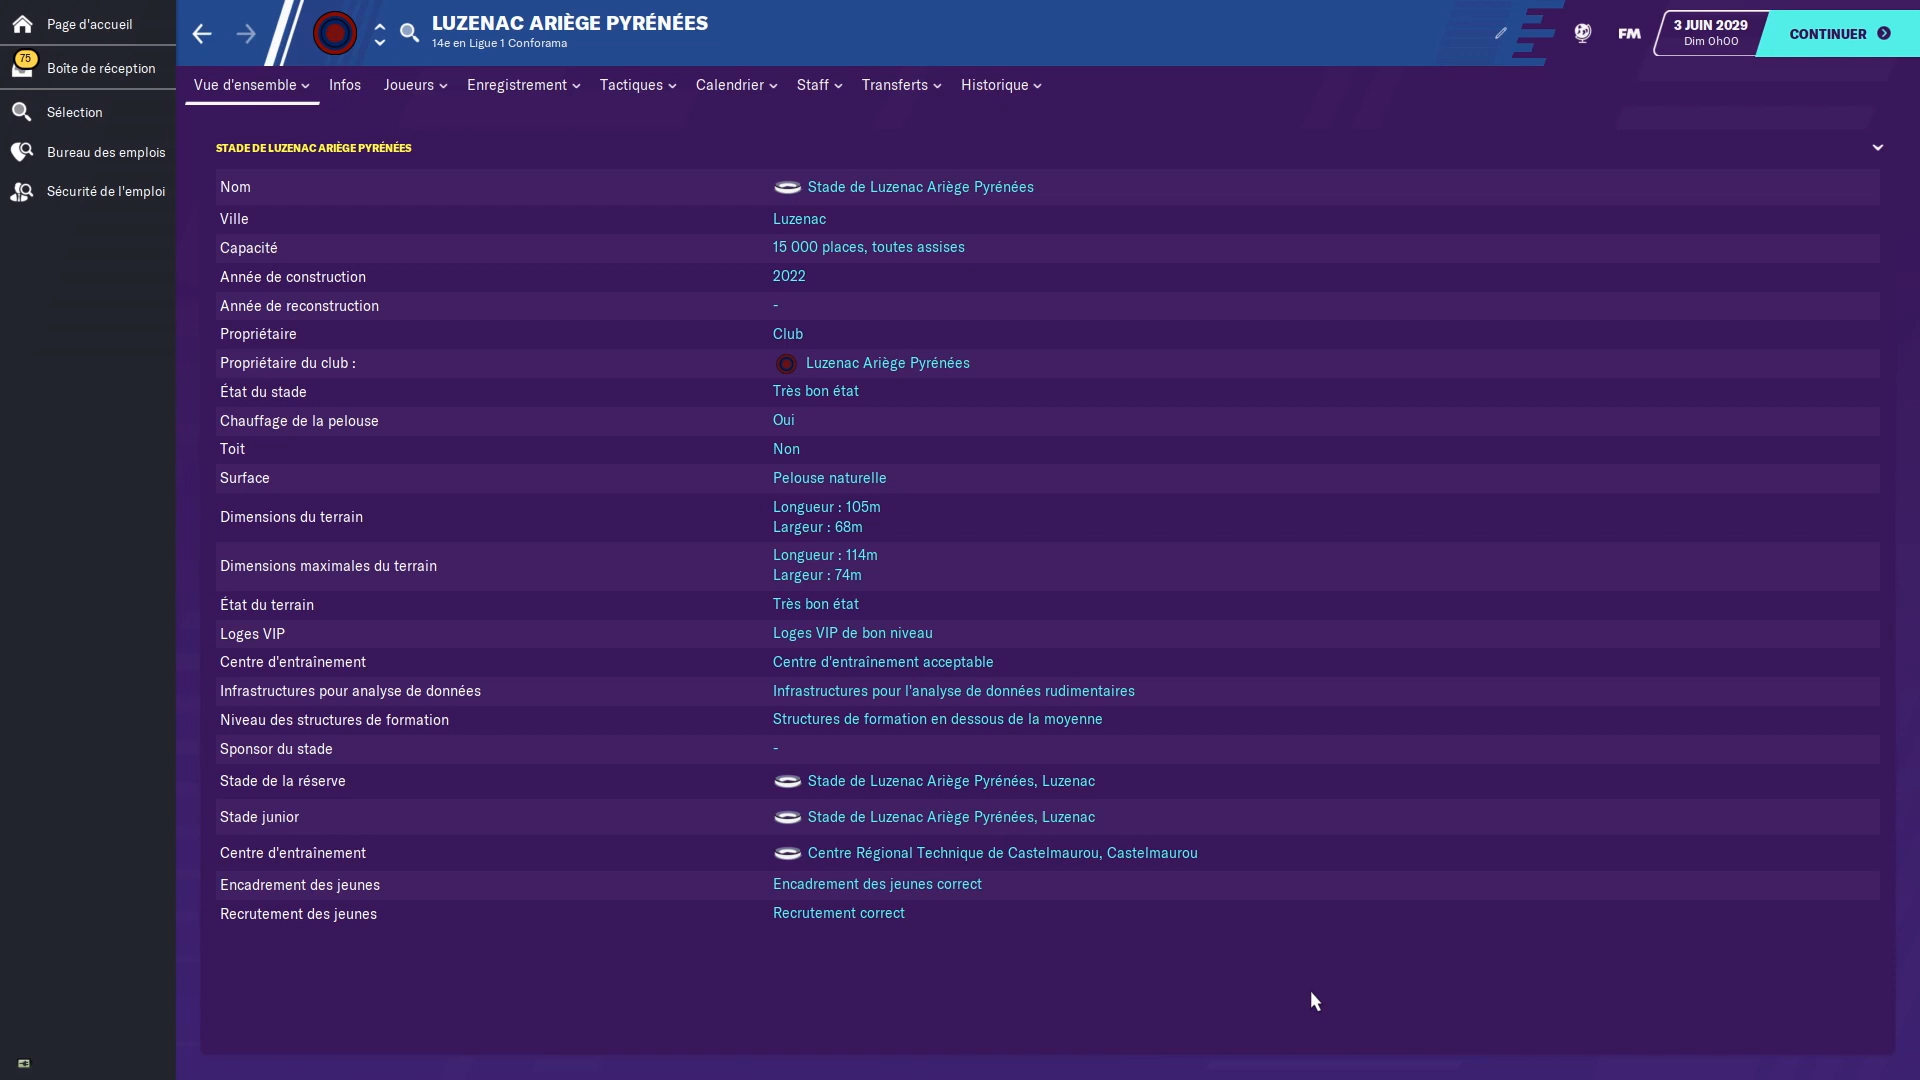 Page d'accueil
75
Boîte de réception
Sélection
Bureau des emplois
Sécurité de l'emploi
LUZENAC ARIÈGE PYRÉNÉES
14e en Ligue 1 Conforama
FM
3 JUIN 2029
Dim 0h00
CONTINUER
Vue d'ensemble
Infos
Joueurs
Enregistrement
Tactiques
Calendrier
Staff
Transferts
Historique
STADE DE LUZENAC ARIÈGE PYRÉNÉES
Nom Stade de Luzenac Ariège Pyrénées
Ville Luzenac
Capacité 15 000 places, toutes assises
Année de construction 2022
Année de reconstruction -
Propriétaire Club
Propriétaire du club : Luzenac Ariège Pyrénées
État du stade Très bon état
Chauffage de la pelouse Oui
Toit Non
Surface Pelouse naturelle
Dimensions du terrain Longueur : 105m
Largeur : 68m
Dimensions maximales du terrain Longueur : 114m
Largeur : 74m
État du terrain Très bon état
Loges VIP Loges VIP de bon niveau
Centre d'entraînement Centre d'entraînement acceptable
Infrastructures pour analyse de données Infrastructures pour l'analyse de données rudimentaires
Niveau des structures de formation Structures de formation en dessous de la moyenne
Sponsor du stade -
Stade de la réserve Stade de Luzenac Ariège Pyrénées, Luzenac
Stade junior Stade de Luzenac Ariège Pyrénées, Luzenac
Centre d'entraînement Centre Régional Technique de Castelmaurou, Castelmaurou
Encadrement des jeunes Encadrement des jeunes correct
Recrutement des jeunes Recrutement correct